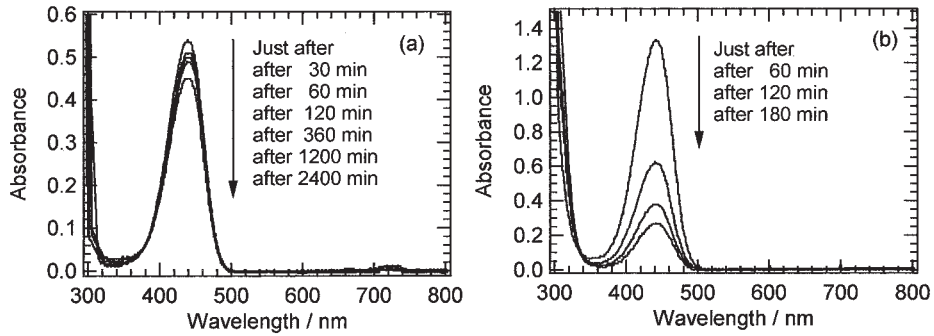 (a)
Just after
after 30 min
after 60 min
after 120 min
after 360 min
after 1200 min
after 2400 min
Absorbance
0.6
0.5
0.4
0.3
0.2
0.1
0.0
300 400 500 600 700 800
Wavelength / nm
(b)
Just after
after 60 min
after 120 min
after 180 min
Absorbance
1.4
1.2
1.0
0.8
0.6
0.4
0.2
0.0
300 400 500 600 700 800
Wavelength / nm